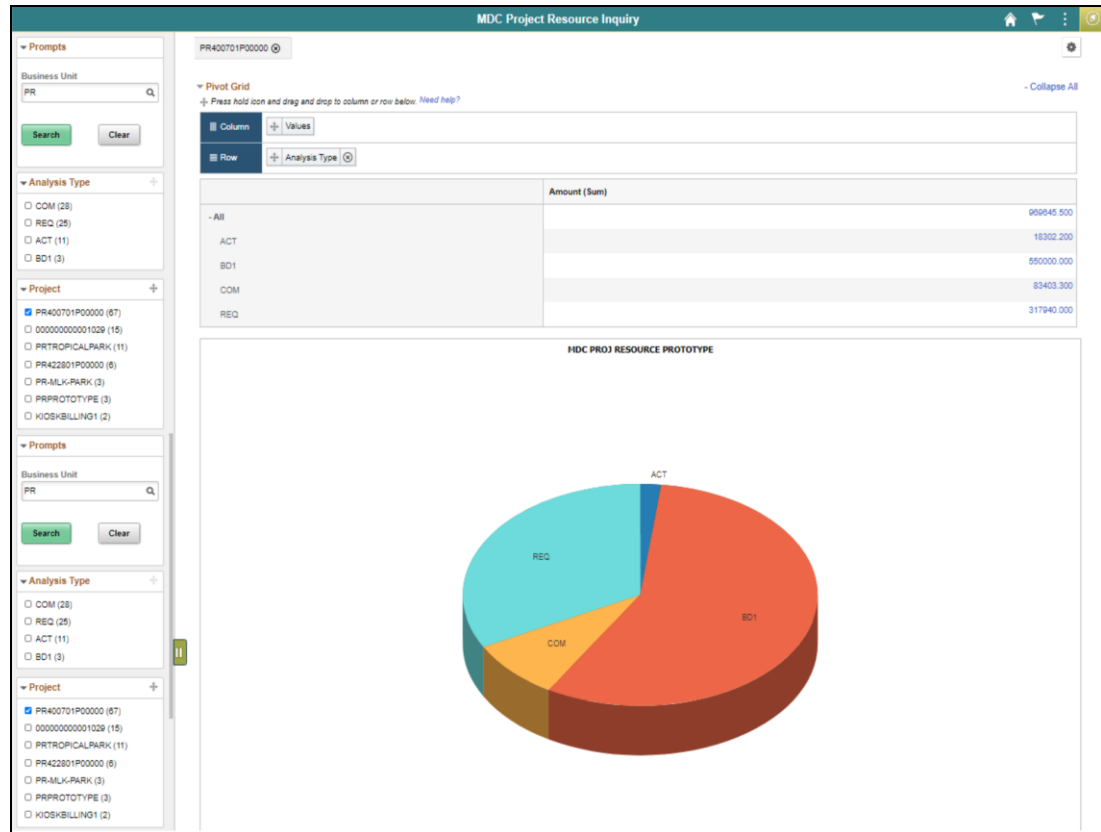 MDC Project Resource Inquiry
Prompts
Business Unit
PR
Search Clear
Analysis Type
COM (28)
REQ (25)
ACT (11)
BD1 (3)
Project
PR400701P00000 (67)
000000000001029 (15)
PRTROPICALPARK (11)
PR422801P00000 (6)
PR-MLK-PARK (3)
PRPROTOTYPE (3)
KIOSKBILLING1 (2)
Prompts
Business Unit
PR
Search Clear
Analysis Type
COM (28)
REQ (25)
ACT (11)
BD1 (3)
Project
PR400701P00000 (67)
000000000001029 (15)
PRTROPICALPARK (11)
PR422801P00000 (6)
PR-MLK-PARK (3)
PRPROTOTYPE (3)
KIOSKBILLING1 (2)
PR400701P00000
Pivot Grid - Collapse All
Press hold icon and drag and drop to column or row below. Need help?
Column Values
Row Analysis Type
Amount (Sum)
- All 969645.500
ACT 18302.200
BD1 550000.000
COM 83403.300
REQ 317940.000
MDC PROJ RESOURCE PROTOTYPE
ACT
REQ
BD1
COM